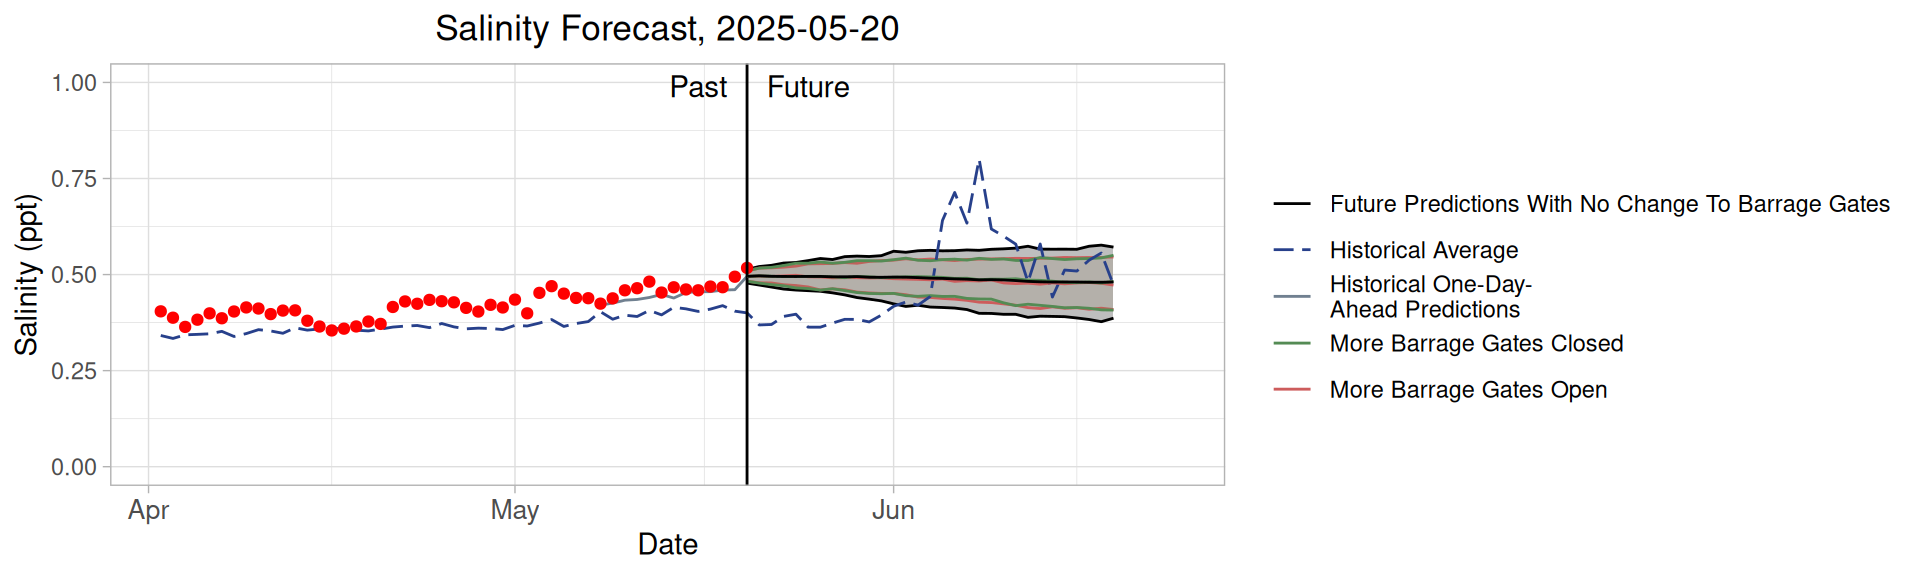 Salinity Forecast, 2025-05-20
Past
Future
1.00
0.75
0.50
0.25
0.00
Salinity (ppt)
Apr
May
Jun
Date
Future Predictions With No Change To Barrage Gates
Historical Average
Historical One-Day-
Ahead Predictions
More Barrage Gates Closed
More Barrage Gates Open